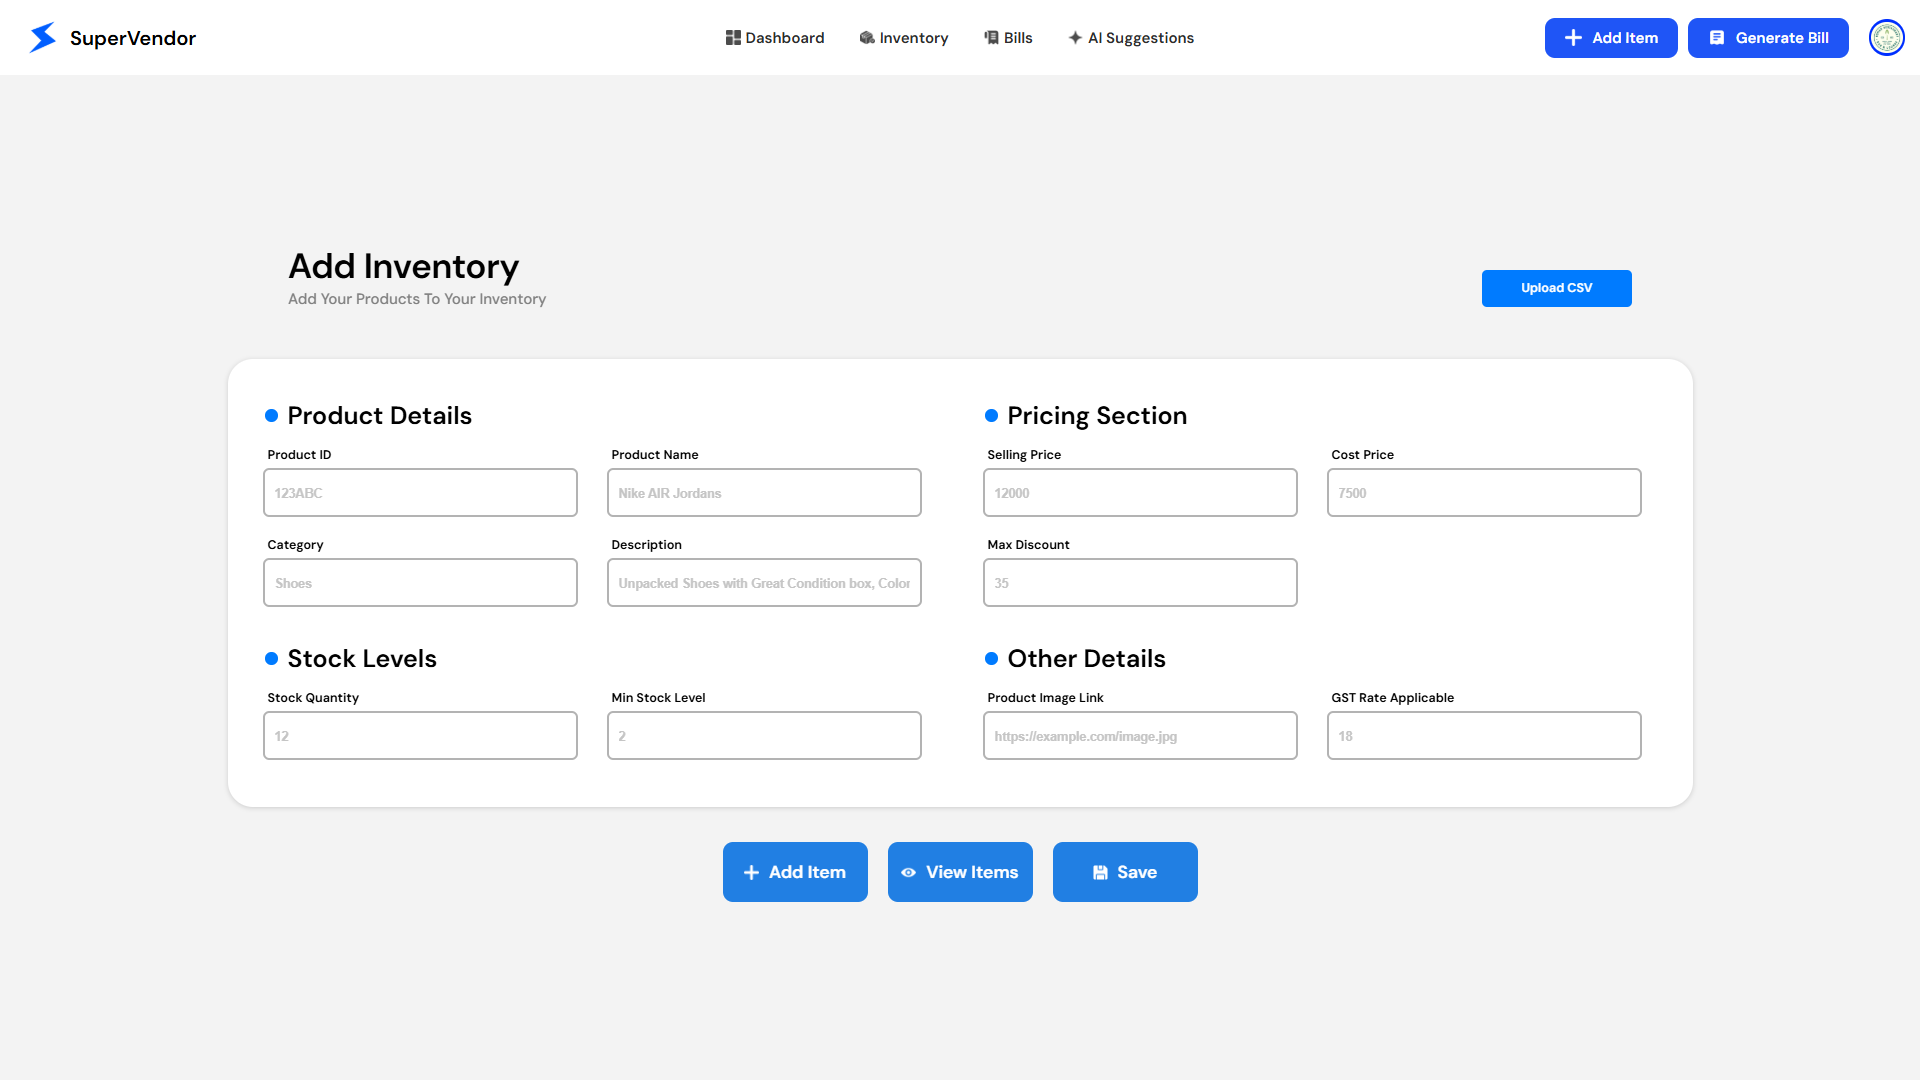 SuperVendor
Dashboard
Inventory
Bills
AI Suggestions
Add Item
Generate Bill
Add Inventory
Add Your Products To Your Inventory
Upload CSV
Product Details
Product ID
Product Name
123ABC
Nike AIR Jordans
Category
Description
Shoes
Unpacked Shoes with Great Condition box, Color
Pricing Section
Selling Price
Cost Price
12000
7500
Max Discount
35
Stock Levels
Stock Quantity
Min Stock Level
12
2
Other Details
Product Image Link
GST Rate Applicable
https://example.com/image.jpg
18
Add Item
View Items
Save